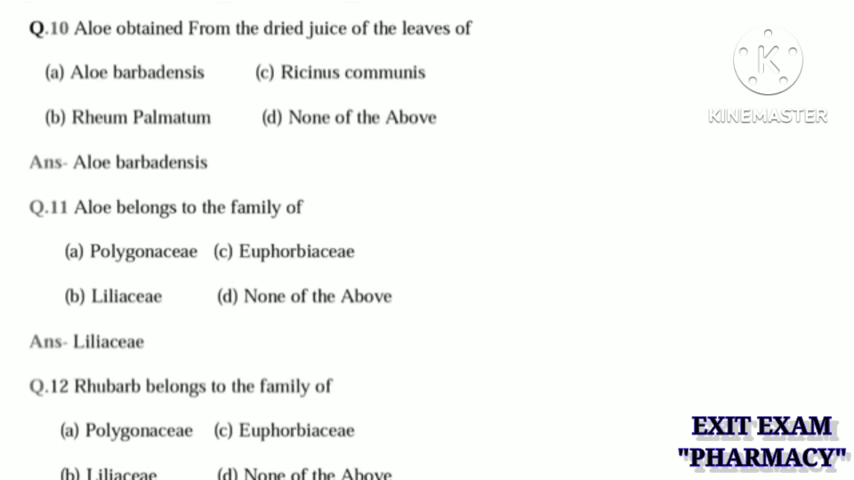 Q.10 Aloe obtained From the dried juice of the leaves of
(a) Aloe barbadensis (c) Ricinus communis
(b) Rheum Palmatum (d) None of the Above
Ans- Aloe barbadensis
Q.11 Aloe belongs to the family of
(a) Polygonaceae (c) Euphorbiaceae
(b) Liliaceae (d) None of the Above
Ans- Liliaceae
Q.12 Rhubarb belongs to the family of
(a) Polygonaceae (c) Euphorbiaceae
(b) Liliaceae (d) None of the Above
K
KINEMASTER
EXIT EXAM
"PHARMACY"